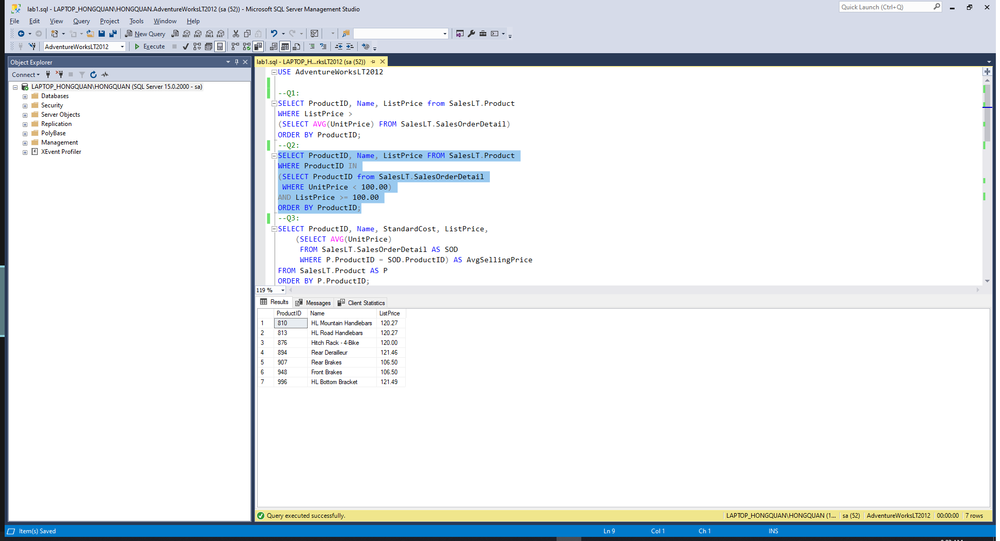 lab1.sql - LAPTOP_HONGQUAN\HONGQUAN.AdventureWorksLT2012 (sa (52)) - Microsoft SQL Server Management Studio
Quick Launch (Ctrl+Q)
File Edit View Query Project Tools Window Help
New Query MDX DMX XMLA DAX
AdventureWorksLT2012 Execute
Object Explorer
Connect
LAPTOP_HONGQUAN\HONGQUAN (SQL Server 15.0.2000 - sa)
Databases
Security
Server Objects
Replication
PolyBase
Management
XEvent Profiler
lab1.sql - LAPTOP_H...rksLT2012 (sa (52))
USE AdventureWorksLT2012
--Q1:
SELECT ProductID, Name, ListPrice from SalesLT.Product
WHERE ListPrice >
(SELECT AVG(UnitPrice) FROM SalesLT.SalesOrderDetail)
ORDER BY ProductID;
--Q2:
SELECT ProductID, Name, ListPrice FROM SalesLT.Product
WHERE ProductID IN
(SELECT ProductID from SalesLT.SalesOrderDetail
WHERE UnitPrice < 100.00)
AND ListPrice >= 100.00
ORDER BY ProductID;
--Q3:
SELECT ProductID, Name, StandardCost, ListPrice,
(SELECT AVG(UnitPrice)
FROM SalesLT.SalesOrderDetail AS SOD
WHERE P.ProductID = SOD.ProductID) AS AvgSellingPrice
FROM SalesLT.Product AS P
ORDER BY P.ProductID;
119 %
Results Messages Client Statistics
ProductID Name ListPrice
1 810 HL Mountain Handlebars 120.27
2 813 HL Road Handlebars 120.27
3 876 Hitch Rack - 4-Bike 120.00
4 894 Rear Derailleur 121.46
5 907 Rear Brakes 106.50
6 948 Front Brakes 106.50
7 996 HL Bottom Bracket 121.49
Query executed successfully. LAPTOP_HONGQUAN\HONGQUAN (1... sa (52) AdventureWorksLT2012 00:00:00 7 rows
Item(s) Saved Ln 9 Col 1 Ch 1 INS